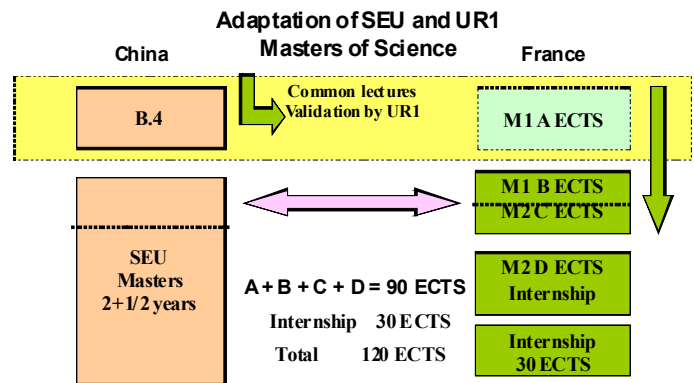 Adaptation of SEU and UR1
Masters of Science
China
France
B.4
Common lectures
Validation by UR1
M1 A ECTS
M1 B ECTS
M2 C ECTS
SEU
Masters
2+1/2 years
A + B + C + D = 90 ECTS
Internship 30 ECTS
Total 120 ECTS
M2 D ECTS
Internship
Internship
30 ECTS